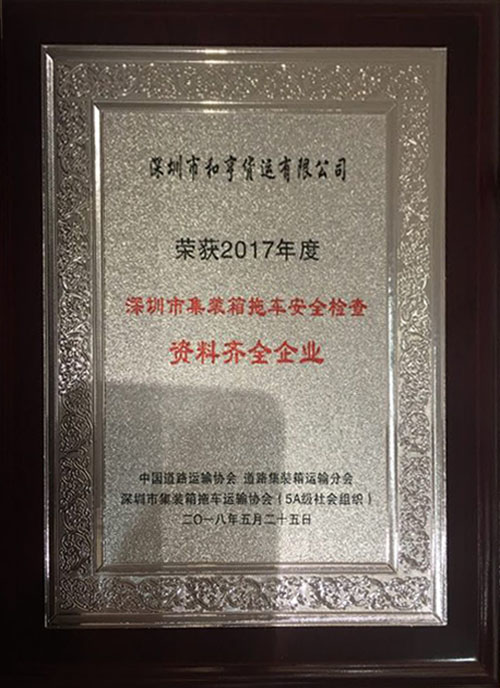 深圳市和亨货运有限公司
荣获2017年度
深圳市集装箱拖车安全检查
资料齐全企业
中国道路运输协会 道路集装箱运输分会
深圳市集装箱拖车运输协会(5A级社会组织)
二〇一八年五月二十五日